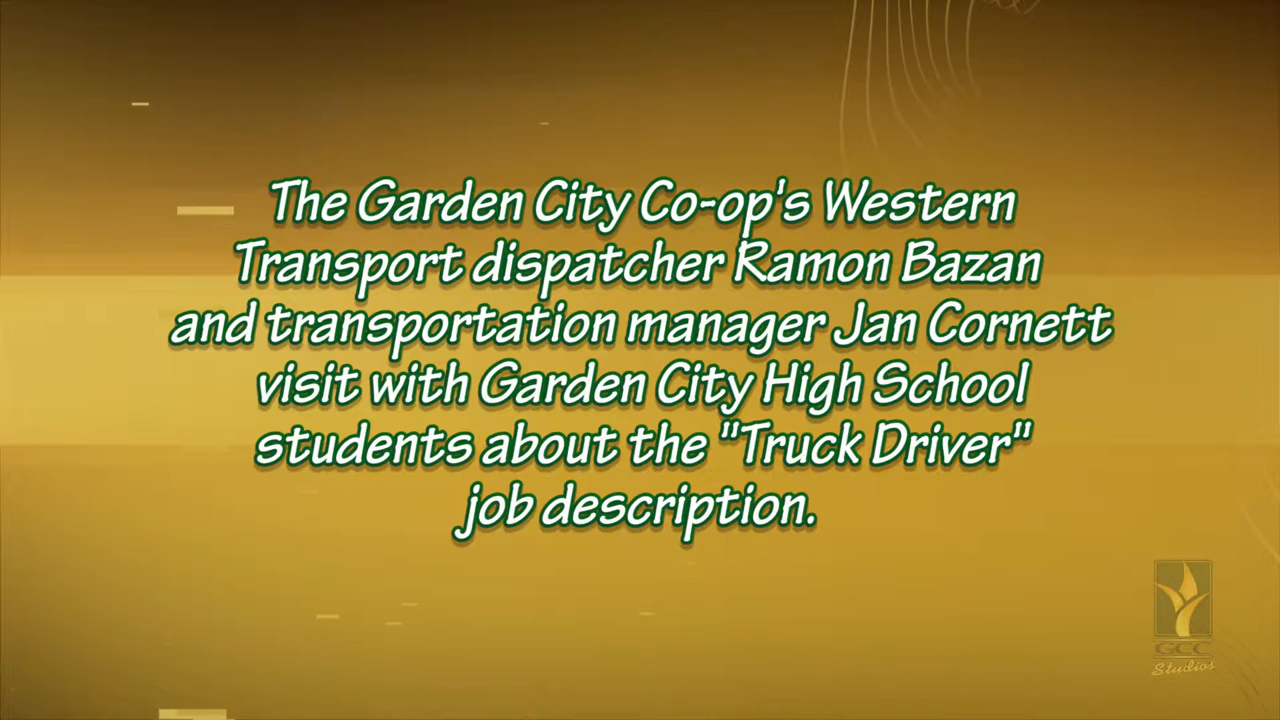 The Garden City Co-op's Western
Transport dispatcher Ramon Bazan
and transportation manager Jan Cornett
visit with Garden City High School
students about the "Truck Driver"
job description.
GCC
Studios